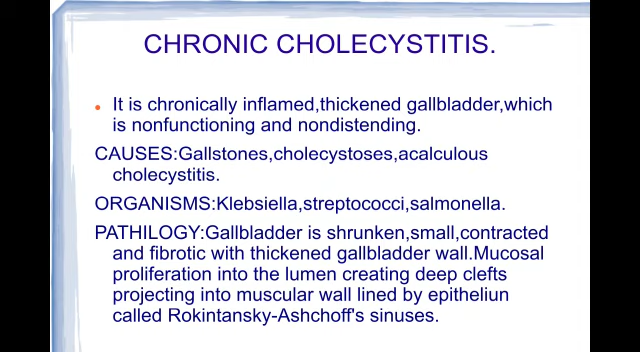 CHRONIC CHOLECYSTITIS.
It is chronically inflamed,thickened gallbladder,which
is nonfunctioning and nondistending.
CAUSES:Gallstones,cholecystoses,acalculous
cholecystitis.
ORGANISMS:Klebsiella,streptococci,salmonella.
PATHILOGY:Gallbladder is shrunken,small,contracted
and fibrotic with thickened gallbladder wall.Mucosal
proliferation into the lumen creating deep clefts
projecting into muscular wall lined by epitheliun
called Rokintansky-Ashchoff's sinuses.